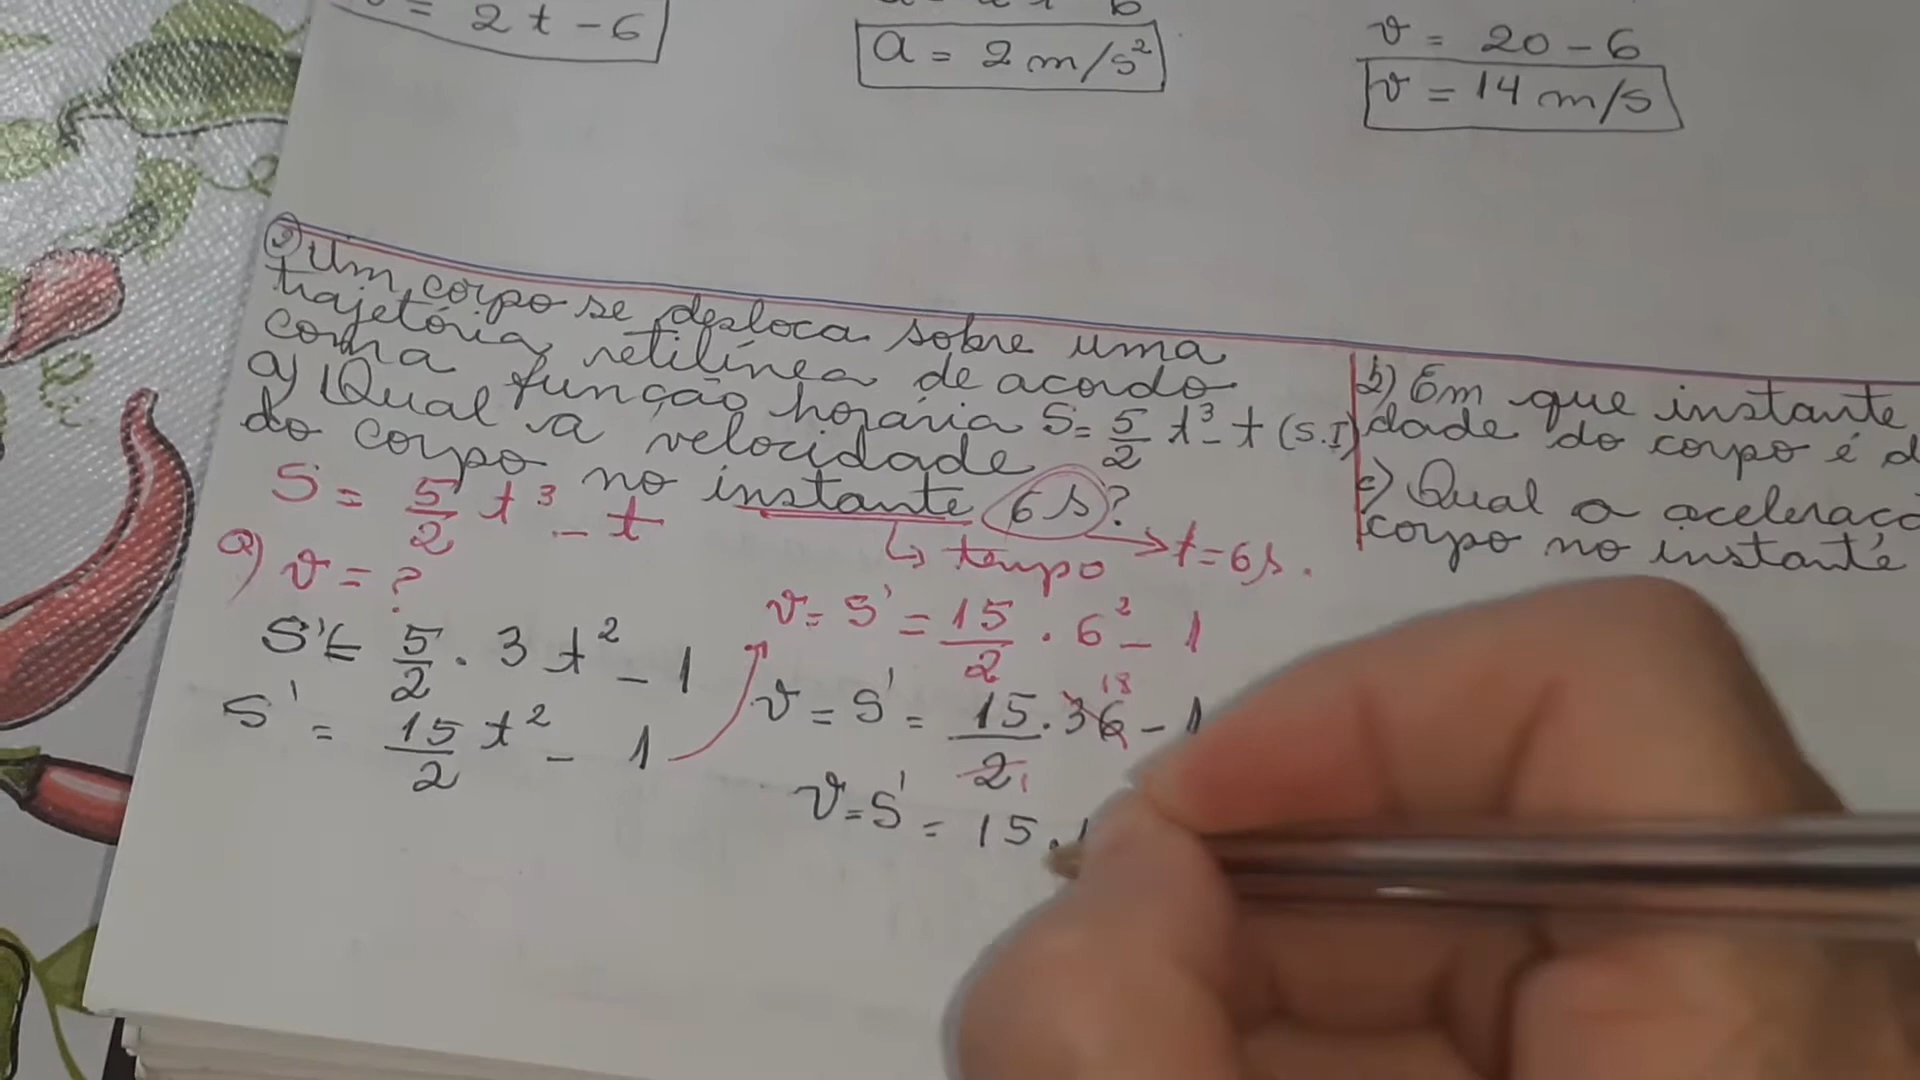 = 2t - 6
a = 2 m/s²
v = 20 - 6
v = 14 m/s
2) Um corpo se desloca sobre uma
trajetória retilínea de acordo
com a função horária S = 5/2 t³ - t (S.I)
a) Qual a velocidade
do corpo no instante 6s?
b) Em que instante
dade do corpo é d
c) Qual a aceleraçã
corpo no instante
S = 5/2 t³ - t
tempo → t = 6s.
a) v = ?
S' = 5/2 . 3t² - 1
S' = 15/2 t² - 1
v = S' = 15/2 . 6² - 1
18
v = S' = 15 . 36 - 1
2 1
v = S' = 15 .